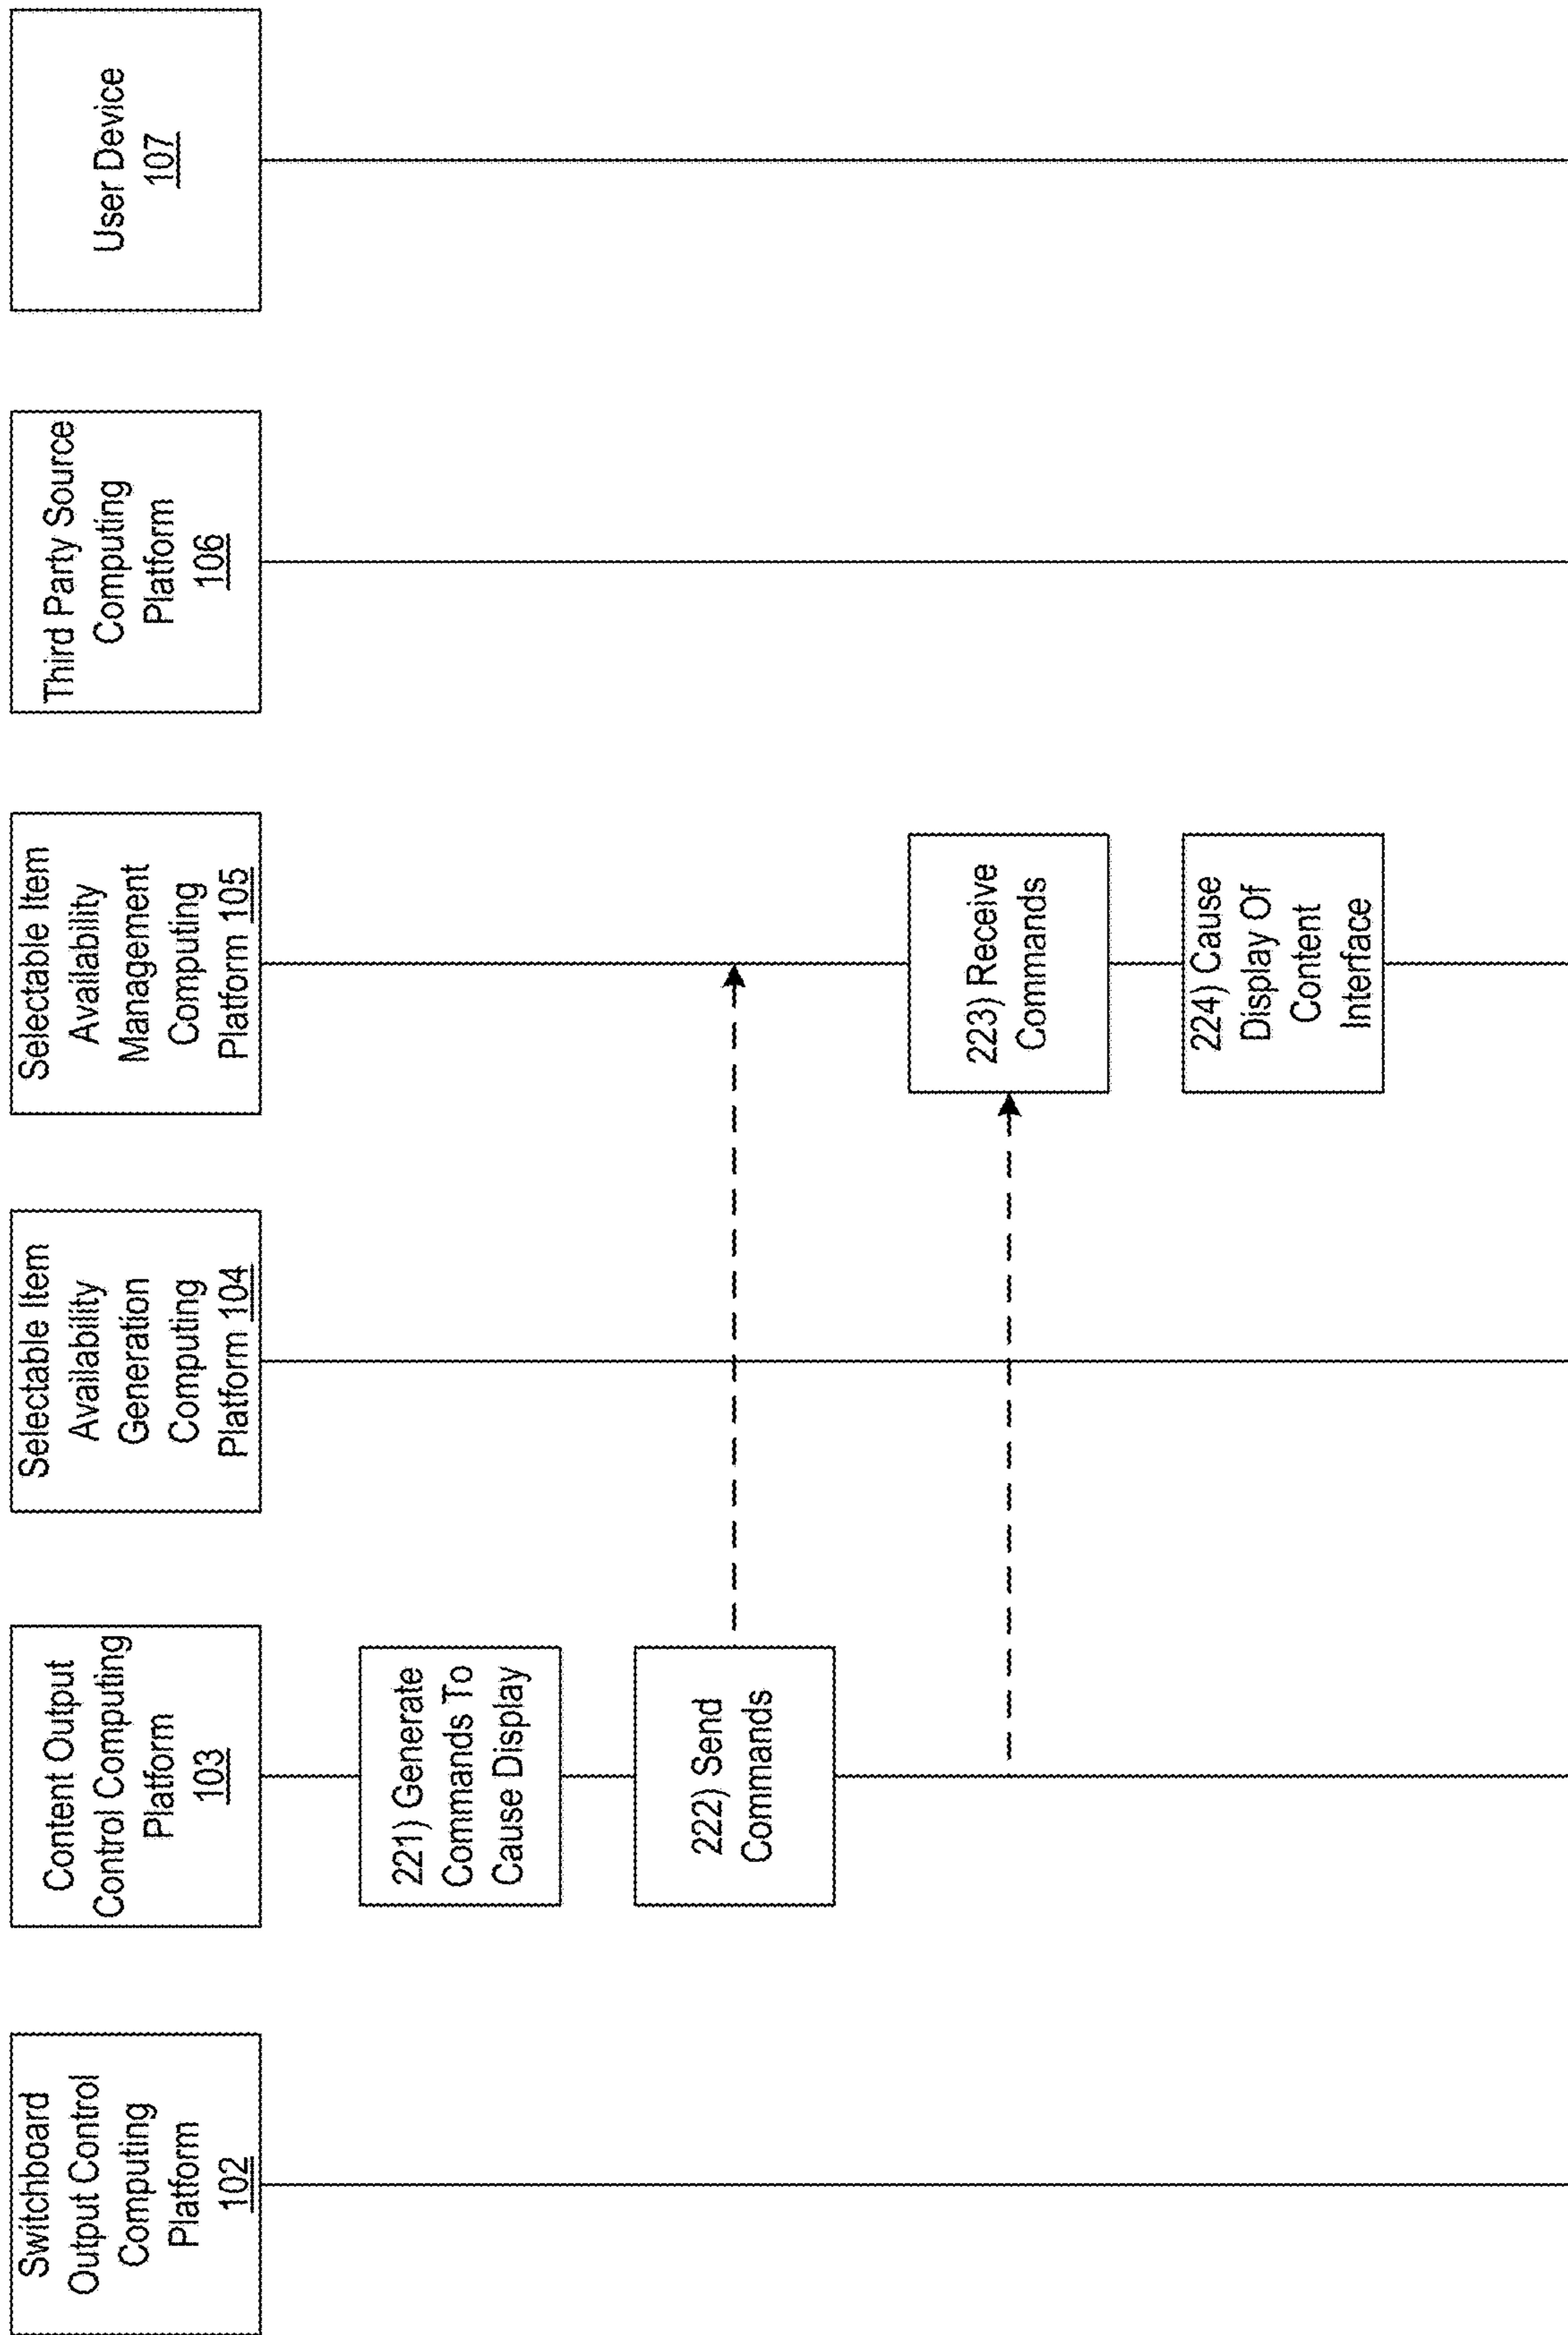 Switchboard
Output Control
Computing
Platform
102
Content Output
Control Computing
Platform
103
Selectable Item
Availability
Generation
Computing
Platform 104
Selectable Item
Availability
Management
Computing
Platform 105
Third Party Source
Computing
Platform
106
User Device
107
221) Generate
Commands To
Cause Display
222) Send
Commands
223) Receive
Commands
224) Cause
Display Of
Content
Interface